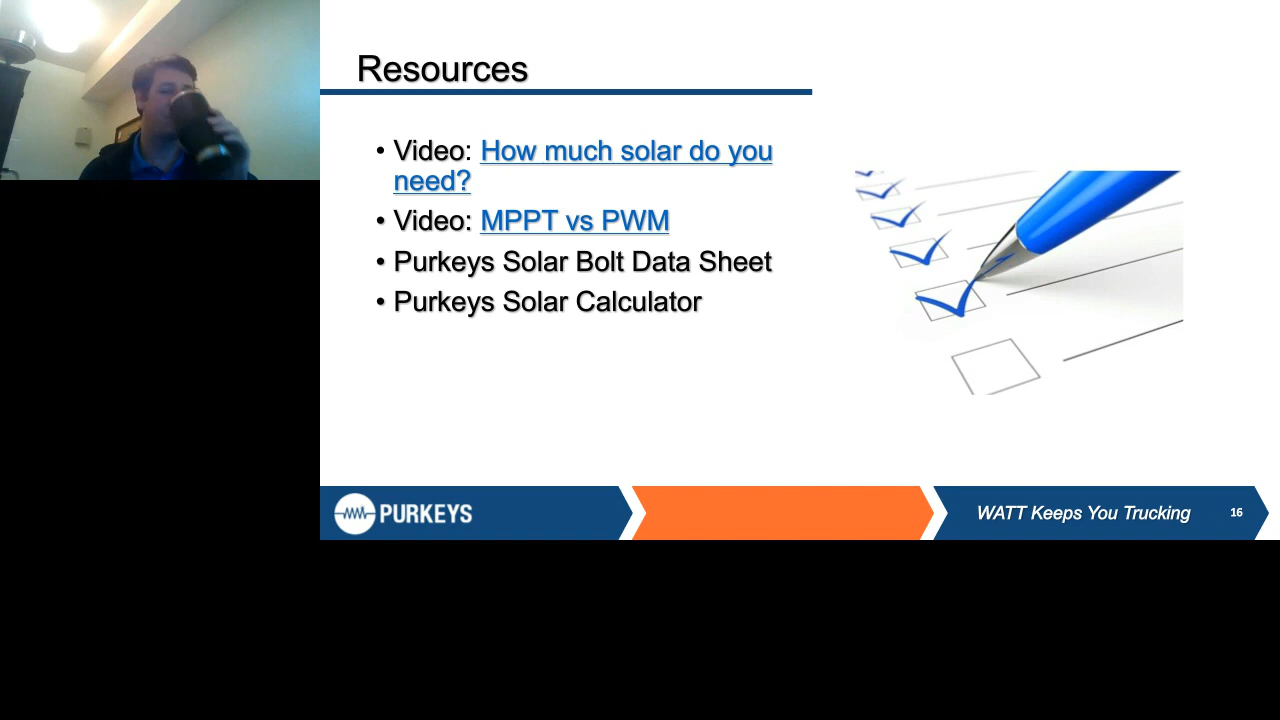 Resources
• Video: How much solar do you
need?
• Video: MPPT vs PWM
• Purkeys Solar Bolt Data Sheet
• Purkeys Solar Calculator
PURKEYS
WATT Keeps You Trucking
16